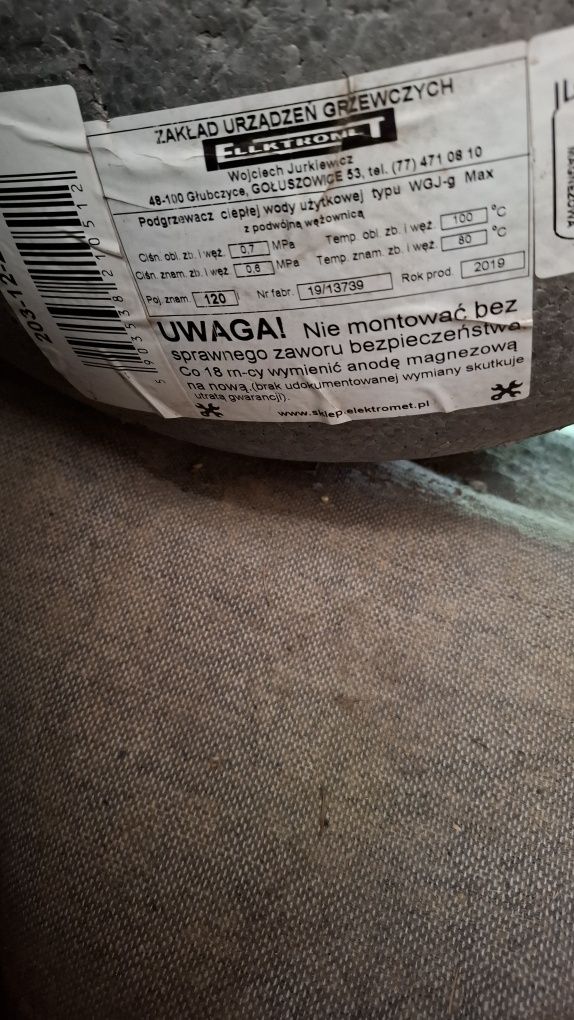 ZAKŁAD URZĄDZEŃ GRZEWCZYCH
ELEKTROMET
Wojciech Jurkiewicz
48-100 Głubczyce, GOŁUSZOWICE 53, tel. (77) 471 08 10
Podgrzewacz ciepłej wody użytkowej typu WGJ-g Max
z podwójną wężownicą
Ciśn. obl. zb. i węż. 0,7 MPa Temp. obl. zb. i węż. 100 °C
Ciśn. znam. zb. i węż. 0,6 MPa Temp. znam. zb. i węż. 80 °C
Poj. znam. 120 Nr fabr. 19/13739 Rok prod. 2019
UWAGA! Nie montować bez
sprawnego zaworu bezpieczeństwa
Co 18 m-cy wymienić anodę magnezową
na nową.(brak udokumentowanej wymiany skutkuje
utratą gwarancji).
www.sklep.elektromet.pl
5 903538 210512
203.12-